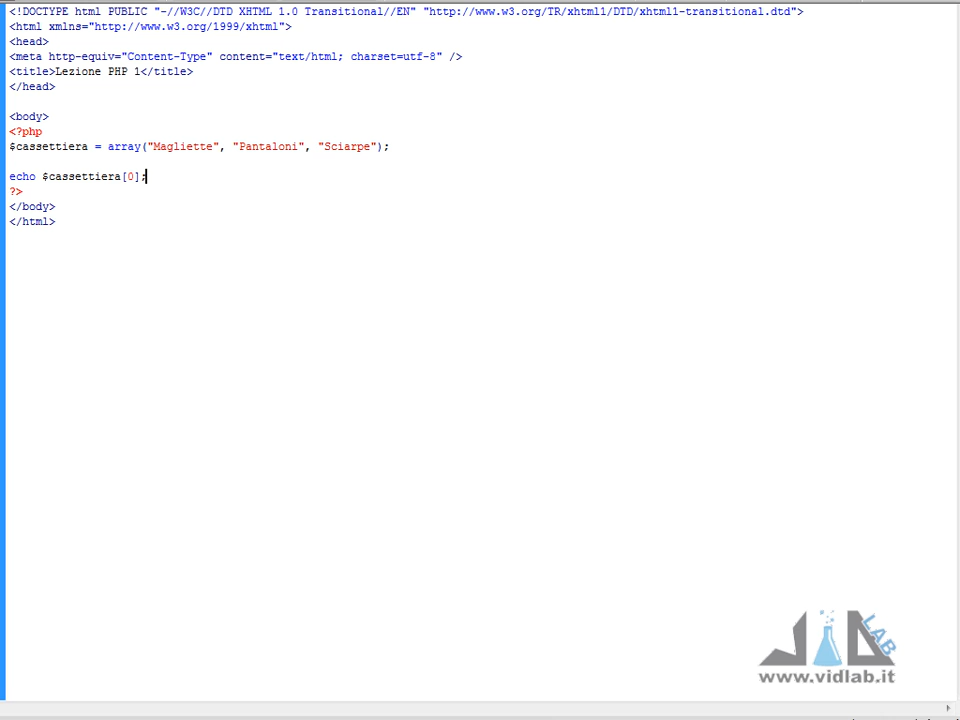 <!DOCTYPE html PUBLIC "-//W3C//DTD XHTML 1.0 Transitional//EN" "http://www.w3.org/TR/xhtml1/DTD/xhtml1-transitional.dtd">
<html xmlns="http://www.w3.org/1999/xhtml">
<head>
<meta http-equiv="Content-Type" content="text/html; charset=utf-8" />
<title>Lezione PHP 1</title>
</head>
<body>
<?php
$cassettiera = array("Magliette", "Pantaloni", "Sciarpe");
echo $cassettiera[0];
?>
</body>
</html>
LAB
www.vidlab.it